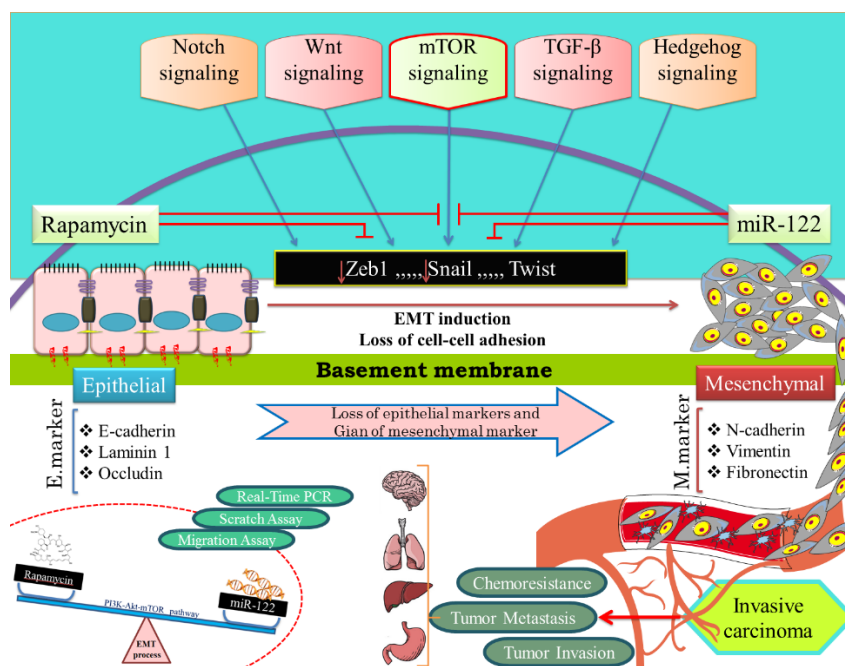 Notch
signaling
Wnt
signaling
mTOR
signaling
TGF-β
signaling
Hedgehog
signaling
Rapamycin
miR-122
Zeb1 ,,,,, Snail ,,,,, Twist
EMT induction
Loss of cell-cell adhesion
Basement membrane
Epithelial
Mesenchymal
E.marker
❖ E-cadherin
❖ Laminin 1
❖ Occludin
Loss of epithelial markers and
Gian of mesenchymal marker
M.marker
❖ N-cadherin
❖ Vimentin
❖ Fibronectin
Real-Time PCR
Scratch Assay
Migration Assay
Rapamycin
miR-122
PI3K-Akt-mTOR pathway
EMT
process
Chemoresistance
Tumor Metastasis
Tumor Invasion
Invasive
carcinoma